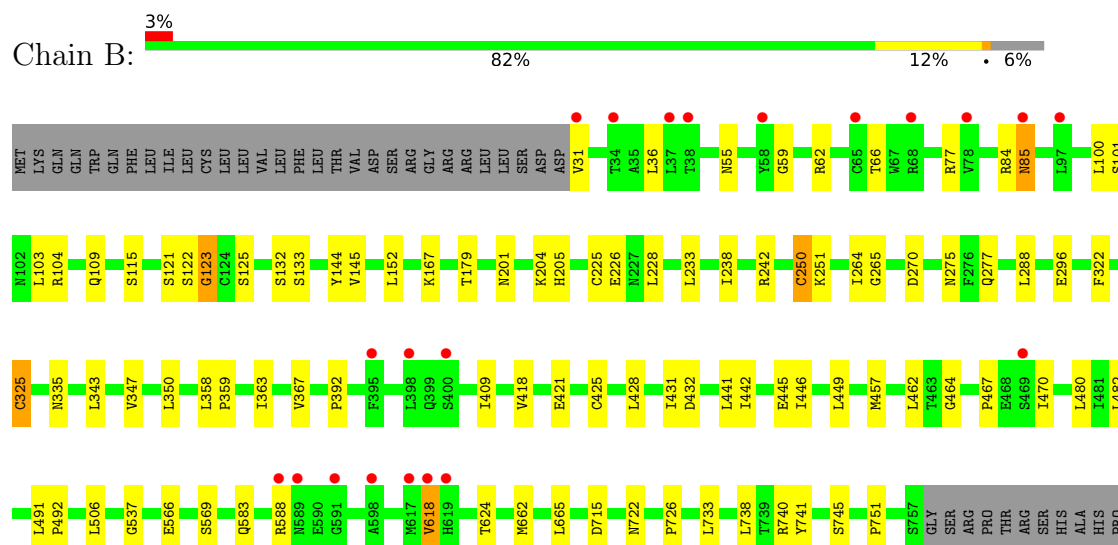 3%
Chain B:
82% 12% • 6%
MET LYS GLN GLN TRP GLN PHE LEU ILE LEU CYS LEU LEU VAL LEU PHE LEU THR VAL ASP SER ARG GLY ARG ARG LEU LEU SER ASP ASP V31 T34 A35 L36 L37 T38 N55 Y58 G59 R62 C65 T66 W67 R68 R77 V78 R84 N85 L97 L100 S101
N102 L103 R104 Q109 S115 S121 S122 G123 C124 S125 S132 S133 Y144 V145 L152 K167 T179 N201 K204 H205 C225 E226 N227 L228 L233 I238 R242 C250 K251 I264 G265 D270 N275 F276 Q277 L288 E296 F322
C325 N335 L343 V347 L350 L358 P359 I363 V367 P392 F395 L398 Q399 S400 I409 V418 E421 C425 L428 I431 D432 L441 I442 E445 I446 L449 M457 L462 T463 G464 P467 E468 S469 I470 L480 I481 L482
L491 P492 L506 G537 E566 S569 Q583 R588 N589 E590 G591 A598 M617 V618 H619 T624 M662 L665 D715 N722 P726 L733 L738 T739 R740 Y741 S745 P751 S757 GLY SER ARG PRO THR ARG SER HIS ALA HIS PRO